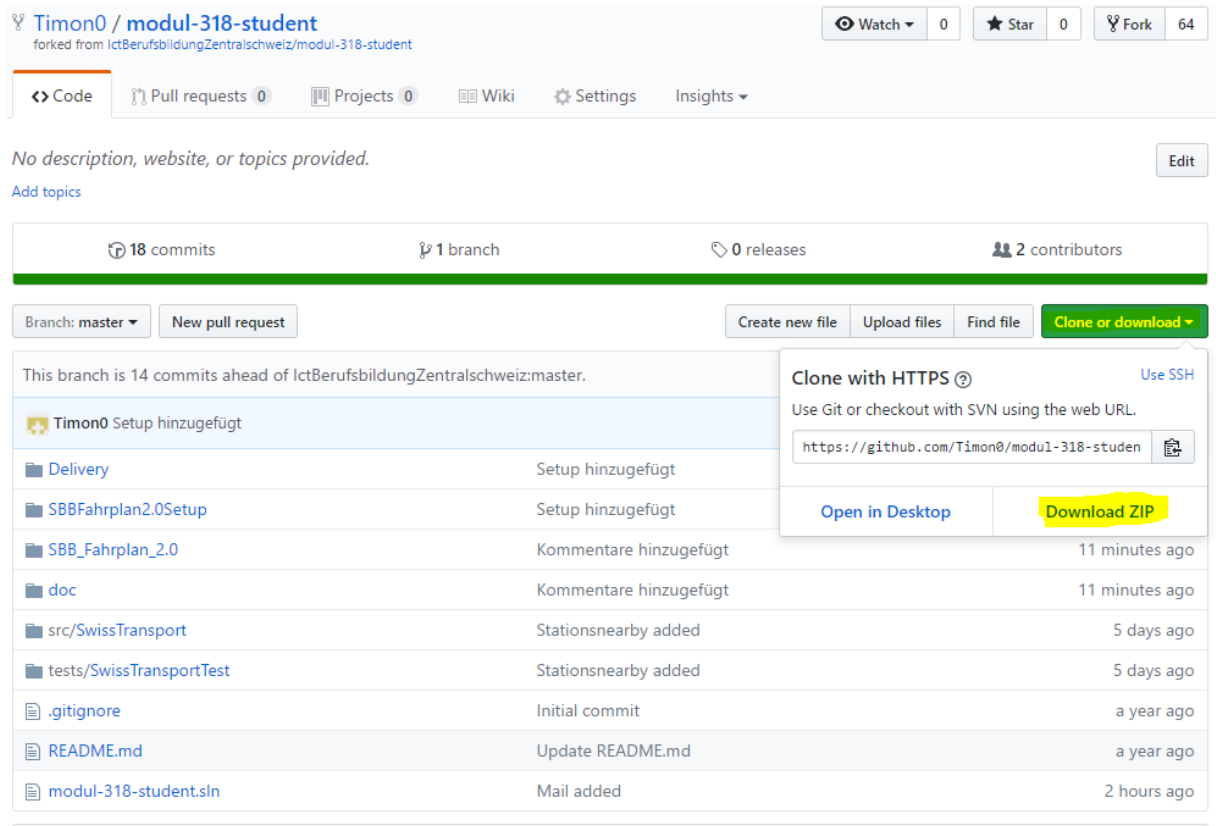 Timon0 / modul-318-student
Watch 0 Star 0 Fork 64
forked from IctBerufsbildungZentralschweiz/modul-318-student
Code Pull requests 0 Projects 0 Wiki Settings Insights
No description, website, or topics provided.
Edit
Add topics
18 commits 1 branch 0 releases 2 contributors
Branch: master New pull request Create new file Upload files Find file Clone or download
This branch is 14 commits ahead of IctBerufsbildungZentralschweiz:master.
Clone with HTTPS Use SSH
Use Git or checkout with SVN using the web URL.
https://github.com/Timon0/modul-318-studen
Open in Desktop Download ZIP
Timon0 Setup hinzugefügt
Delivery Setup hinzugefügt
SBBFahrplan2.0Setup Setup hinzugefügt
SBB_Fahrplan_2.0 Kommentare hinzugefügt 11 minutes ago
doc Kommentare hinzugefügt 11 minutes ago
src/SwissTransport Stationsnearby added 5 days ago
tests/SwissTransportTest Stationsnearby added 5 days ago
.gitignore Initial commit a year ago
README.md Update README.md a year ago
modul-318-student.sln Mail added 2 hours ago